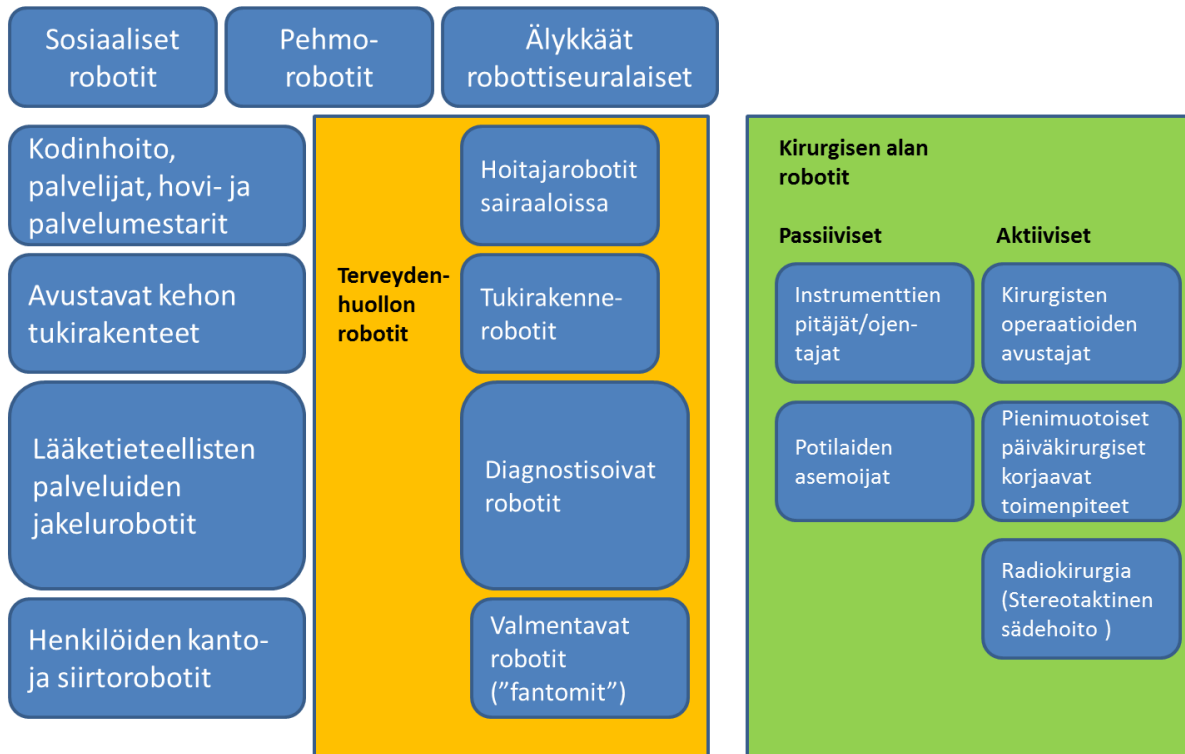 Sosiaaliset
robotit
Pehmo-
robotit
Älykkäät
robottiseuralaiset
Kodinhoito,
palvelijat, hovi- ja
palvelumestarit
Avustavat kehon
tukirakenteet
Lääketieteellisten
palveluiden
jakelurobotit
Henkilöiden kanto-
ja siirtorobotit
Terveyden-
huollon
robotit
Hoitajarobotit
sairaaloissa
Tukirakenne-
robotit
Diagnostisoivat
robotit
Valmentavat
robotit
(”fantomit”)
Kirurgisen alan
robotit
Passiiviset
Instrumenttien
pitäjät/ojen-
tajat
Potilaiden
asemoijat
Aktiiviset
Kirurgisten
operaatioiden
avustajat
Pienimuotoiset
päiväkirurgiset
korjaavat
toimenpiteet
Radiokirurgia
(Stereotaktinen
sädehoito )